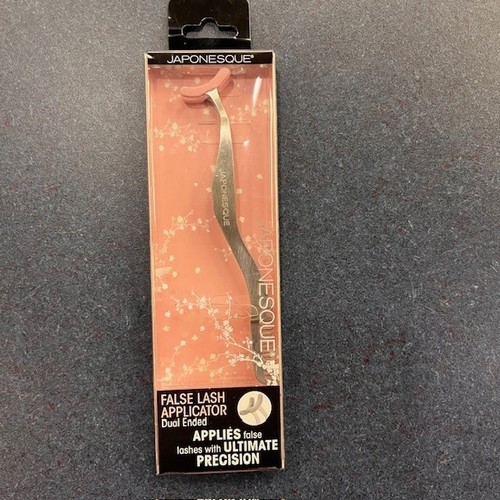 JAPONESQUE®
JAPONESQUE
JAPONESQUE
FALSE LASH
APPLICATOR
Dual Ended
APPLIES false
lashes with ULTIMATE
PRECISION